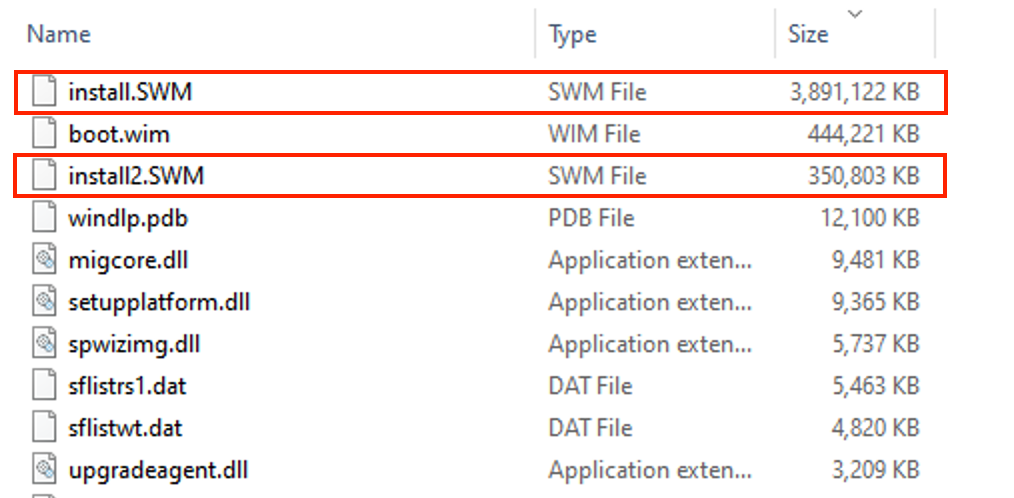 Name Type Size
install.SWM SWM File 3,891,122 KB
boot.wim WIM File 444,221 KB
install2.SWM SWM File 350,803 KB
windlp.pdb PDB File 12,100 KB
migcore.dll Application exten... 9,481 KB
setupplatform.dll Application exten... 9,365 KB
spwizimg.dll Application exten... 5,737 KB
sflistrs1.dat DAT File 5,463 KB
sflistwt.dat DAT File 4,820 KB
upgradeagent.dll Application exten... 3,209 KB